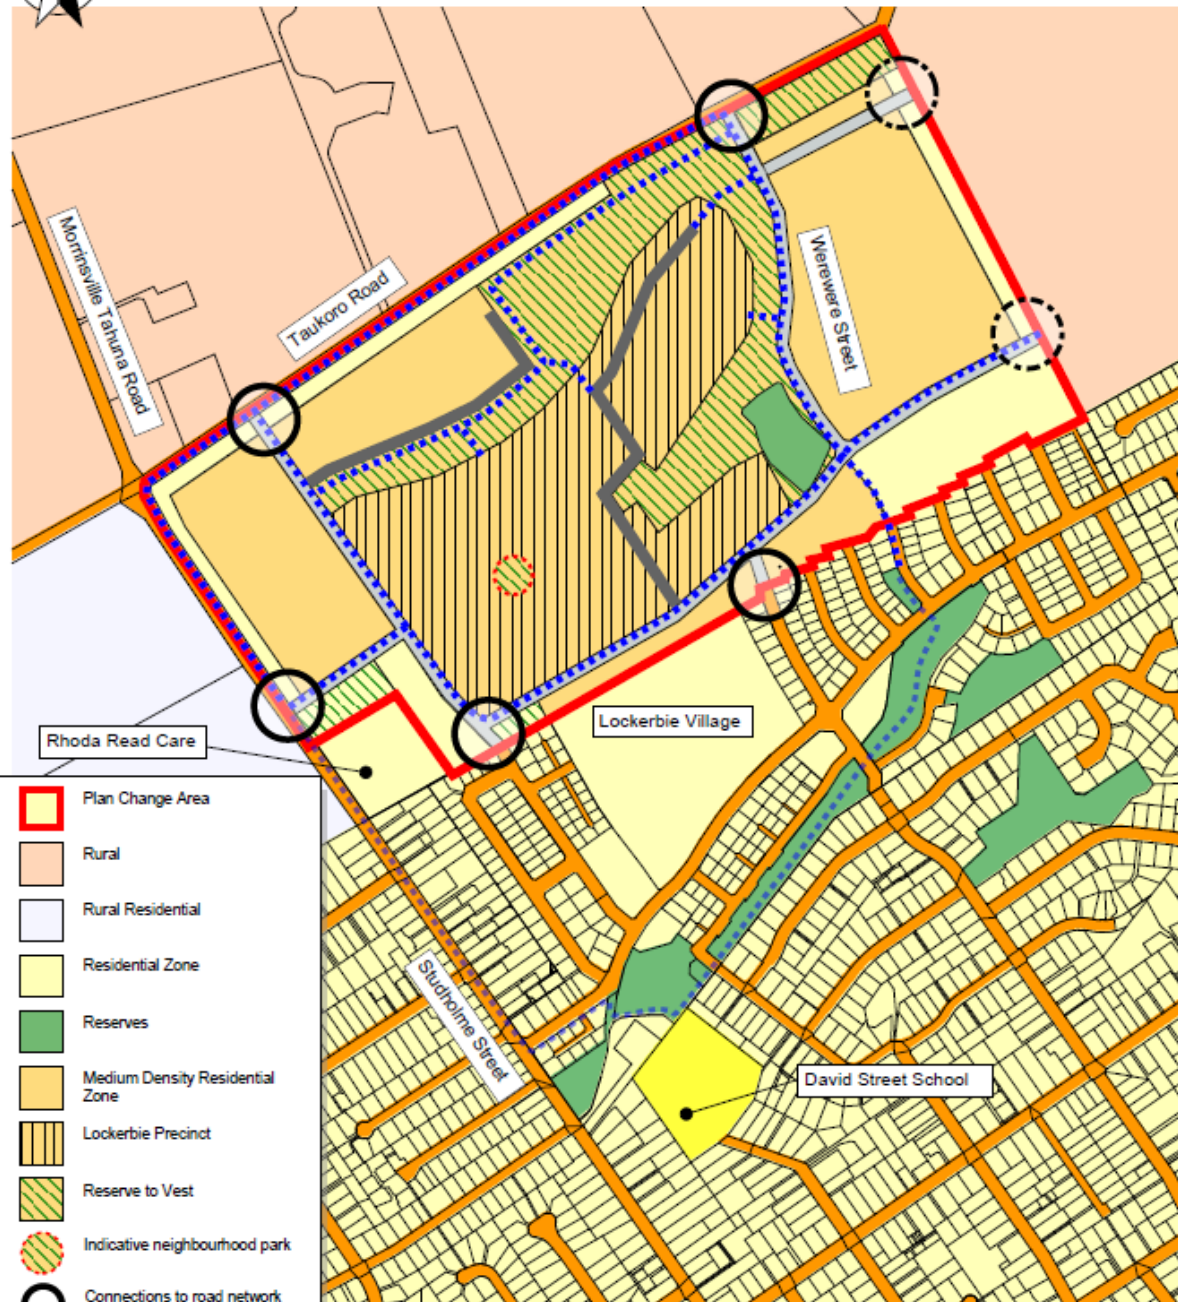 Morrinsville Tahuna Road
Taukoro Road
Werewere Street
Lockerbie Village
Rhoda Read Care
Studholme Street
David Street School
Plan Change Area
Rural
Rural Residential
Residential Zone
Reserves
Medium Density Residential
Zone
Lockerbie Precinct
Reserve to Vest
Indicative neighbourhood park
Connections to road network